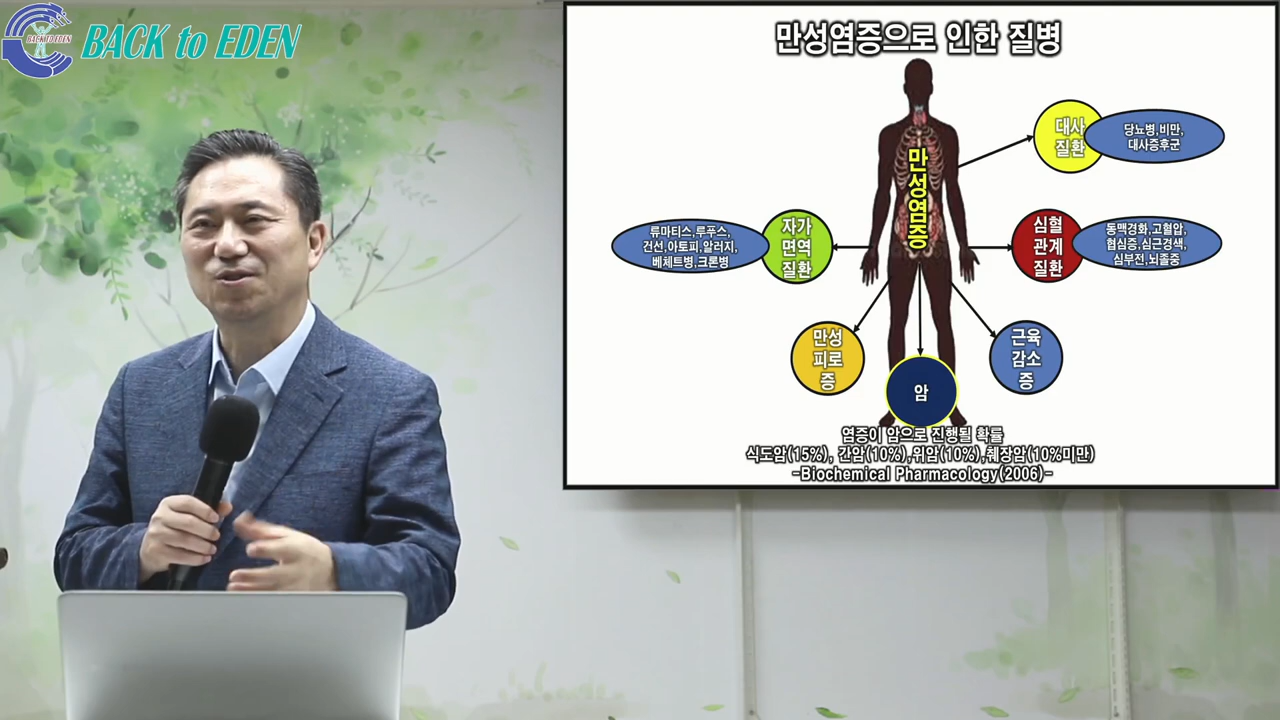 BACK TO EDEN
BACK to EDEN
만성염증으로 인한 질병
대사
질환
당뇨병,비만,
대사증후군
만
성
염
증
류마티스,루푸스,
건선,아토피,알러지,
베체트병,크론병
자가
면역
질환
심혈
관계
질환
동맥경화,고혈압,
협심증,심근경색,
심부전,뇌졸중
만성
피로
증
암
근육
감소
증
염증이 암으로 진행될 확률
식도암(15%), 간암(10%),위암(10%),췌장암(10%미만)
-Biochemical Pharmacology(2006)-